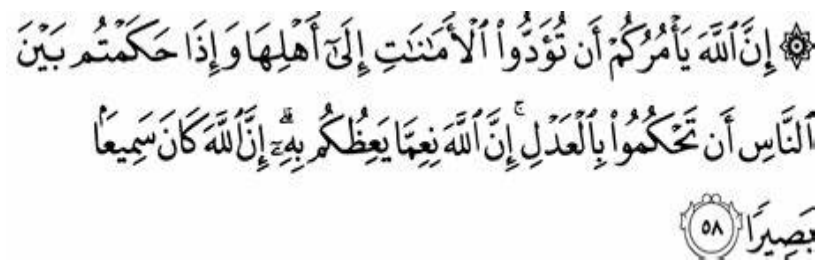 ۞ إِنَّ ٱللَّهَ يَأْمُرُكُمْ أَن تُؤَدُّوا۟ ٱلْأَمَـٰنَـٰتِ إِلَىٰٓ أَهْلِهَا وَإِذَا حَكَمْتُم بَيْنَ
ٱلنَّاسِ أَن تَحْكُمُوا۟ بِٱلْعَدْلِ ۚ إِنَّ ٱللَّهَ نِعِمَّا يَعِظُكُم بِهِۦٓ ۗ إِنَّ ٱللَّهَ كَانَ سَمِيعًۢا
بَصِيرًا ٥٨